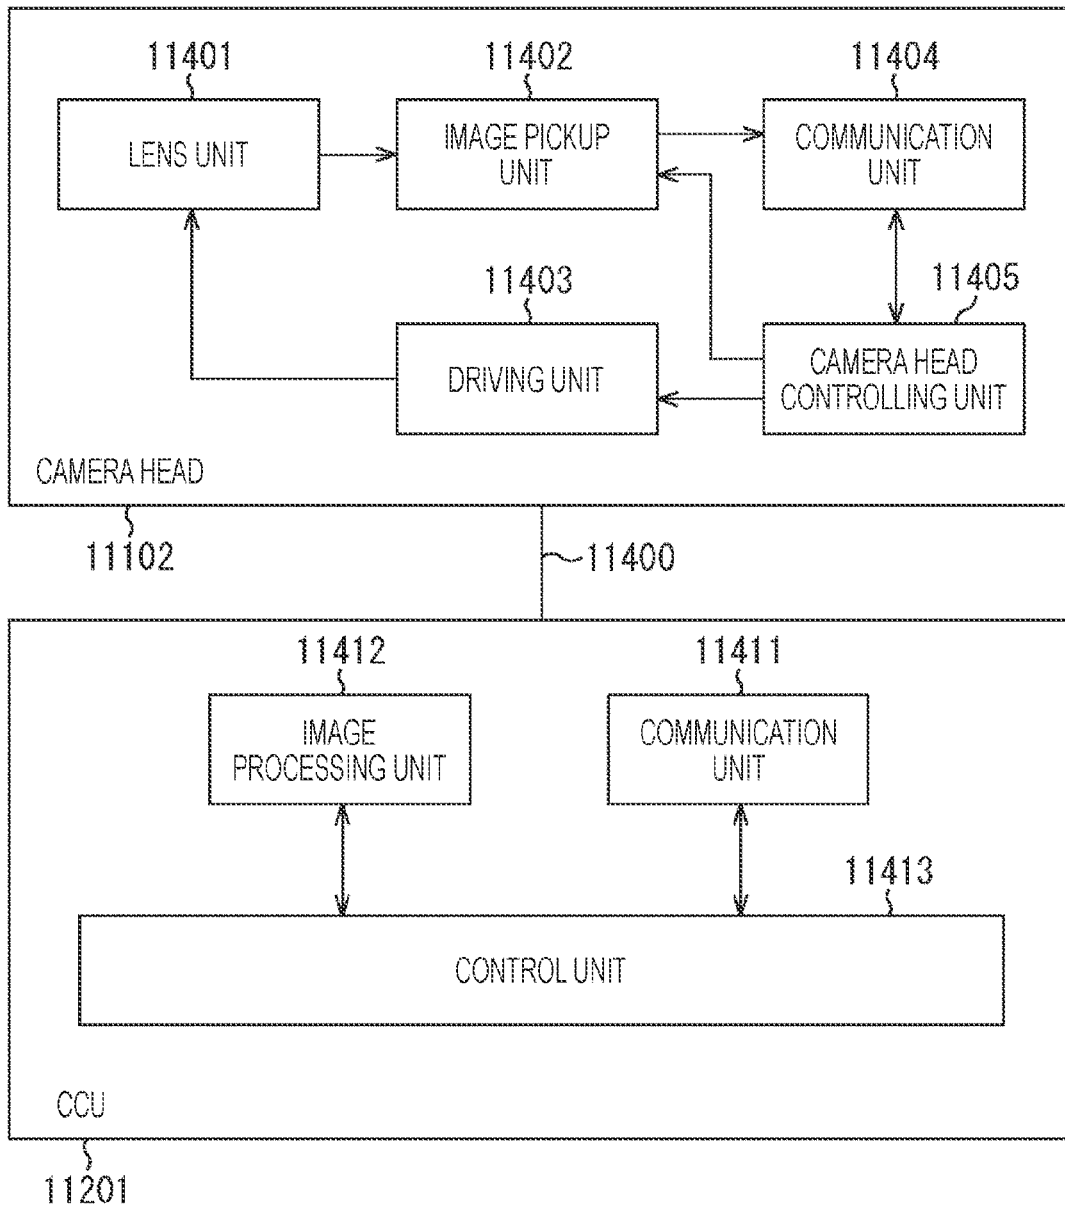 11401
11402
11404
LENS UNIT
IMAGE PICKUP
UNIT
COMMUNICATION
UNIT
11403
11405
DRIVING UNIT
CAMERA HEAD
CONTROLLING UNIT
CAMERA HEAD
11102
11400
11412
11411
IMAGE
PROCESSING UNIT
COMMUNICATION
UNIT
11413
CONTROL UNIT
CCU
11201